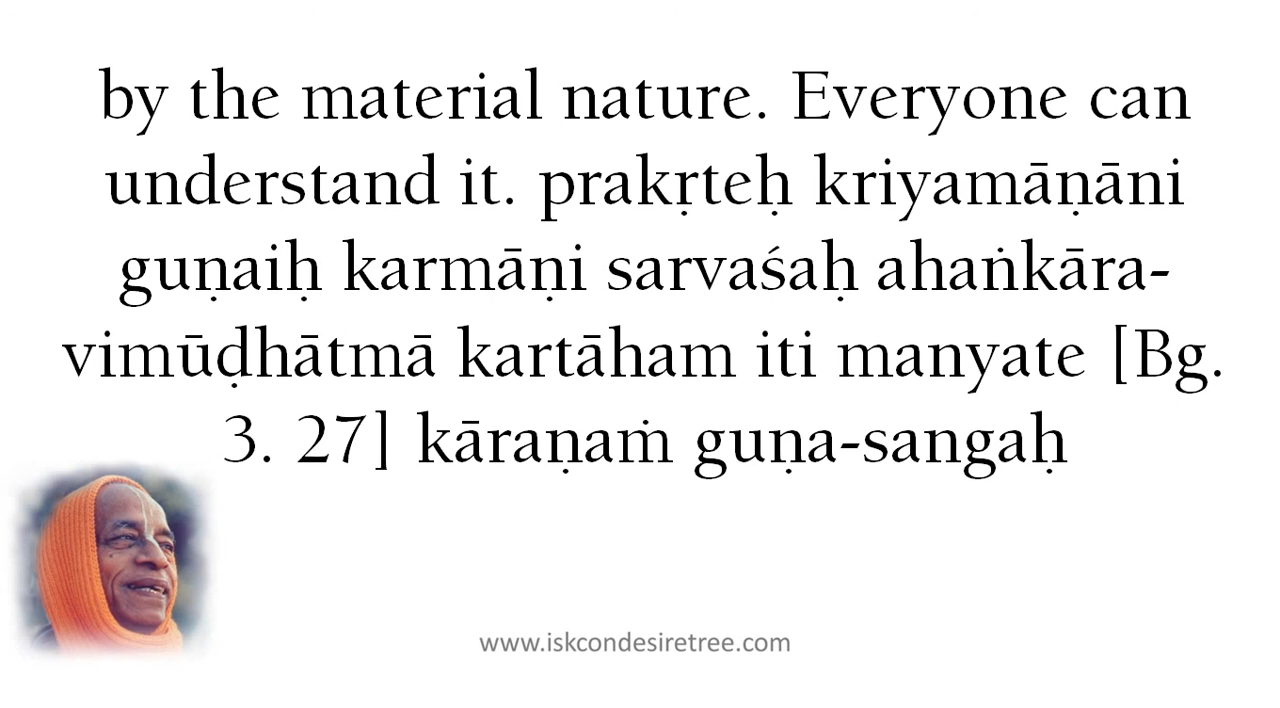 by the material nature. Everyone can
understand it. prakṛteḥ kriyamāṇāni
guṇaiḥ karmāṇi sarvaśaḥ ahaṅkāra-
vimūḍhātmā kartāham iti manyate [Bg.
3. 27] kāraṇaṁ guṇa-sangaḥ
www.iskcondesiretree.com